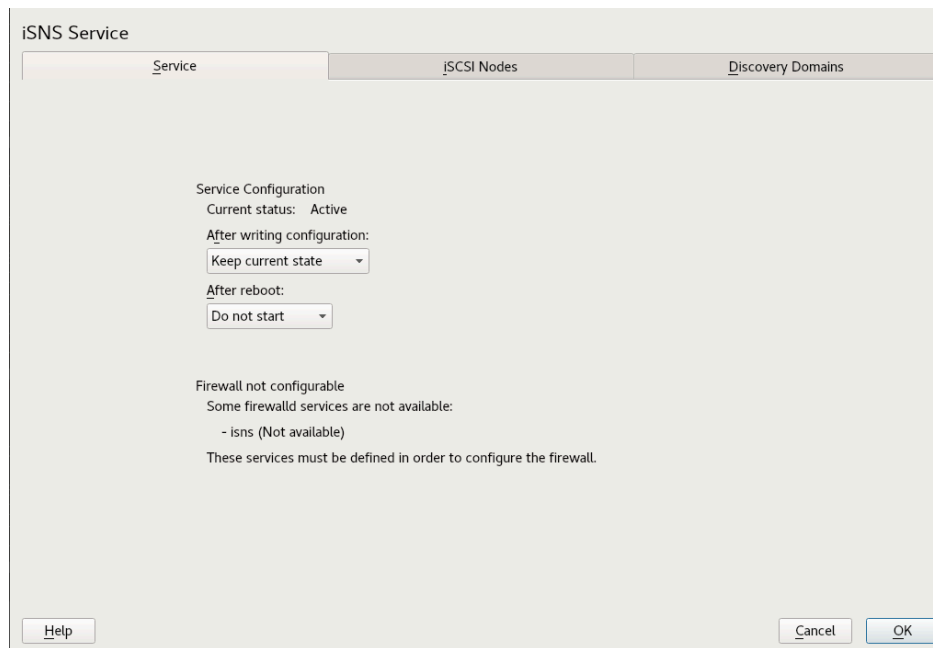 iSNS Service
Service
iSCSI Nodes
Discovery Domains
Service Configuration
Current status: Active
After writing configuration:
Keep current state
After reboot:
Do not start
Firewall not configurable
Some firewalld services are not available:
- isns (Not available)
These services must be defined in order to configure the firewall.
Help
Cancel
OK